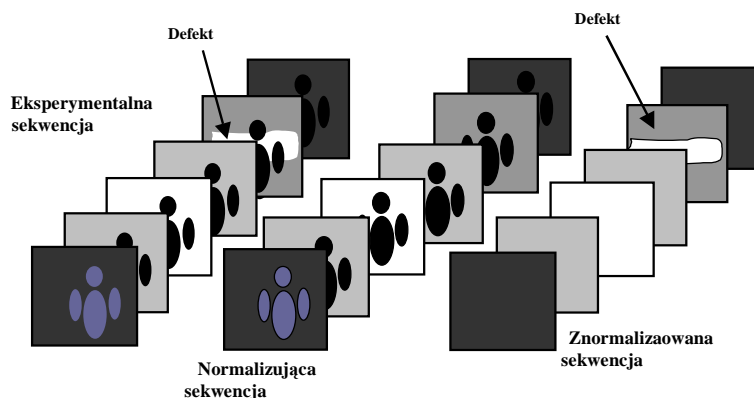 Defekt
Defekt
Eksperymentalna
sekwencja
Normalizująca
sekwencja
Znormalizaowana
sekwencja